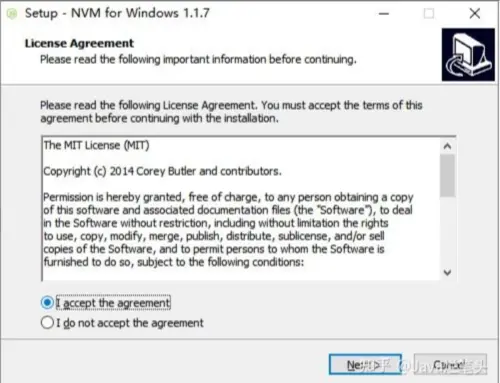 Setup - NVM for Windows 1.1.7
License Agreement
Please read the following important information before continuing.
Please read the following License Agreement. You must accept the terms of this
agreement before continuing with the installation.
The MIT License (MIT)
Copyright (c) 2014 Corey Butler and contributors.
Permission is hereby granted, free of charge, to any person obtaining a copy
of this software and associated documentation files (the "Software"), to deal
in the Software without restriction, including without limitation the rights
to use, copy, modify, merge, publish, distribute, sublicense, and/or sell
copies of the Software, and to permit persons to whom the Software is
furnished to do so, subject to the following conditions:
I accept the agreement
I do not accept the agreement
Next >
Cancel
知乎